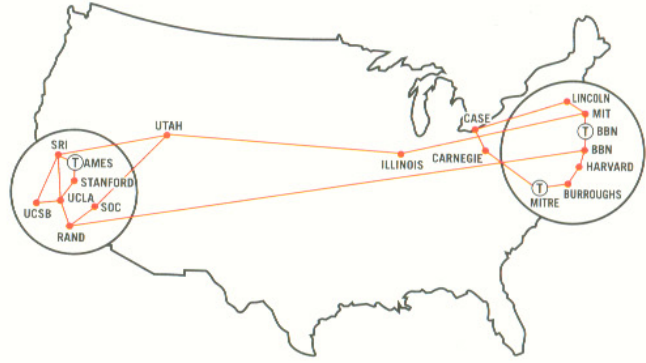 LINCOLN
MIT
T BBN
BBN
HARVARD
BURROUGHS
T
MITRE
CASE
CARNEGIE
ILLINOIS
UTAH
SRI
T AMES
STANFORD
UCLA
SDC
UCSB
RAND